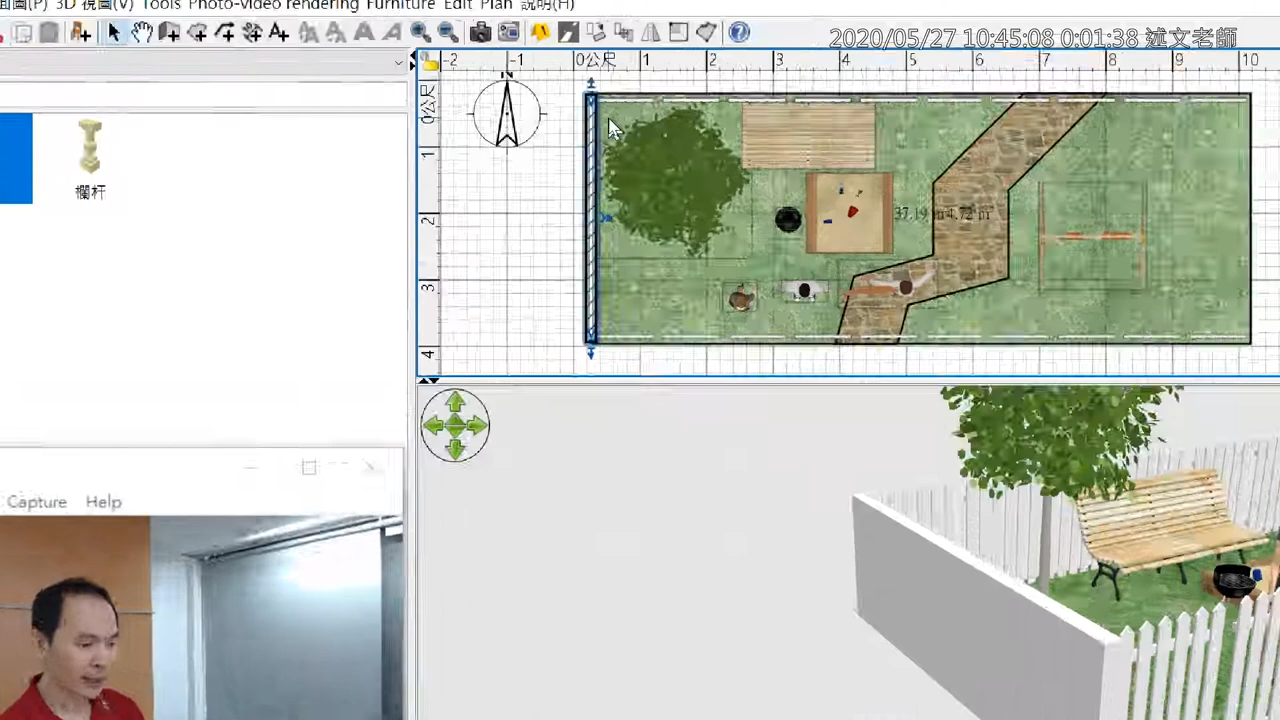 面圖(P) 3D 視圖(V) Tools Photo-video rendering Furniture Edit Plan 說明(H)
2020/05/27 10:45:08 0:01:38 述文老師
-2 -1 0公尺 1 2 3 4 5 6 7 8 9 10
N
0公尺
1
2
3
4
欄杆
Capture Help